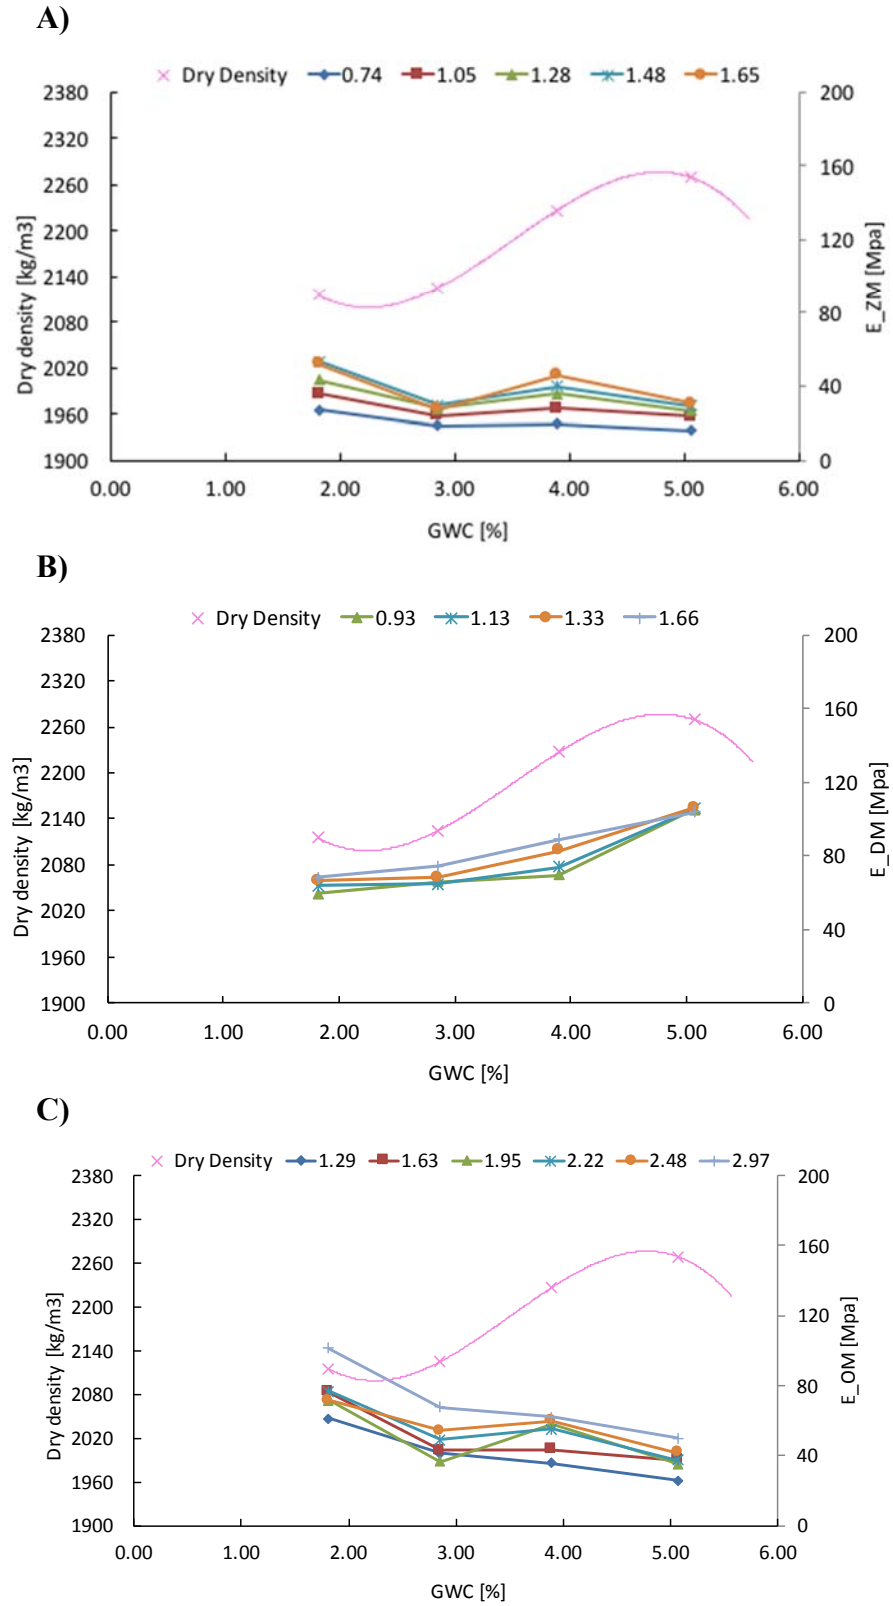 A)
Dry Density 0.74 1.05 1.28 1.48 1.65
2380 200
2320
2260 160
2200
120
2140
2080 80
2020
40
1960
1900 0
0.00 1.00 2.00 3.00 4.00 5.00 6.00
GWC [%]
Dry density [kg/m3]
E_ZM [Mpa]
B)
Dry Density 0.93 1.13 1.33 1.66
2380 200
2320
2260 160
2200
120
2140
2080 80
2020
40
1960
1900 0
0.00 1.00 2.00 3.00 4.00 5.00 6.00
GWC [%]
Dry density [kg/m3]
E_DM [Mpa]
C)
Dry Density 1.29 1.63 1.95 2.22 2.48 2.97
2380 200
2320
2260 160
2200
120
2140
2080 80
2020
40
1960
1900 0
0.00 1.00 2.00 3.00 4.00 5.00 6.00
GWC [%]
Dry density [kg/m3]
E_OM [Mpa]